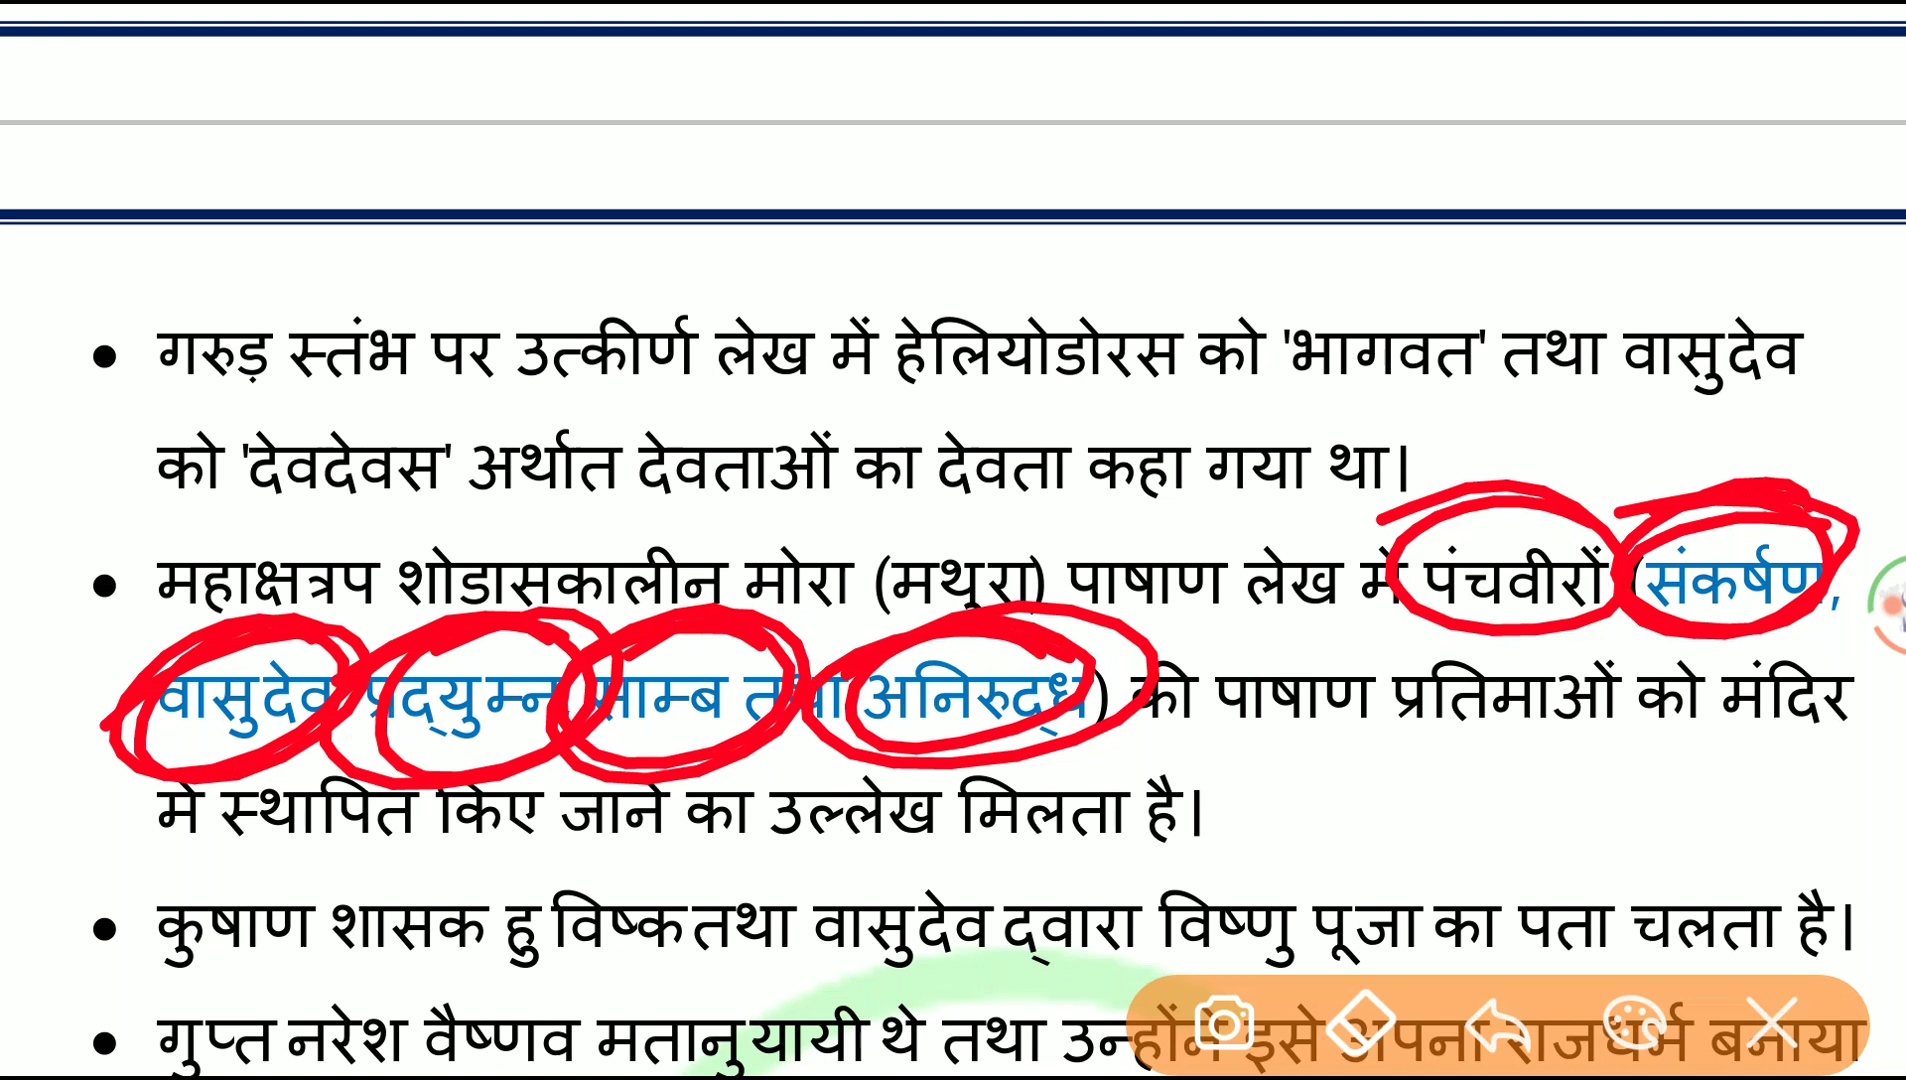 • गरुड़ स्तंभ पर उत्कीर्ण लेख में हेलियोडोरस को 'भागवत' तथा वासुदेव
को 'देवदेवस' अर्थात देवताओं का देवता कहा गया था।
• महाक्षत्रप शोडासकालीन मोरा (मथुरा) पाषाण लेख में पंचवीरों (संकर्षण,
वासुदेव, प्रद्युम्न, साम्ब तथा अनिरुद्ध) की पाषाण प्रतिमाओं को मंदिर
में स्थापित किए जाने का उल्लेख मिलता है।
• कुषाण शासक हुविष्क तथा वासुदेव द्वारा विष्णु पूजा का पता चलता है।
• गुप्त नरेश वैष्णव मतानुयायी थे तथा उन्होंने इसे अपना राजधर्म बनाया